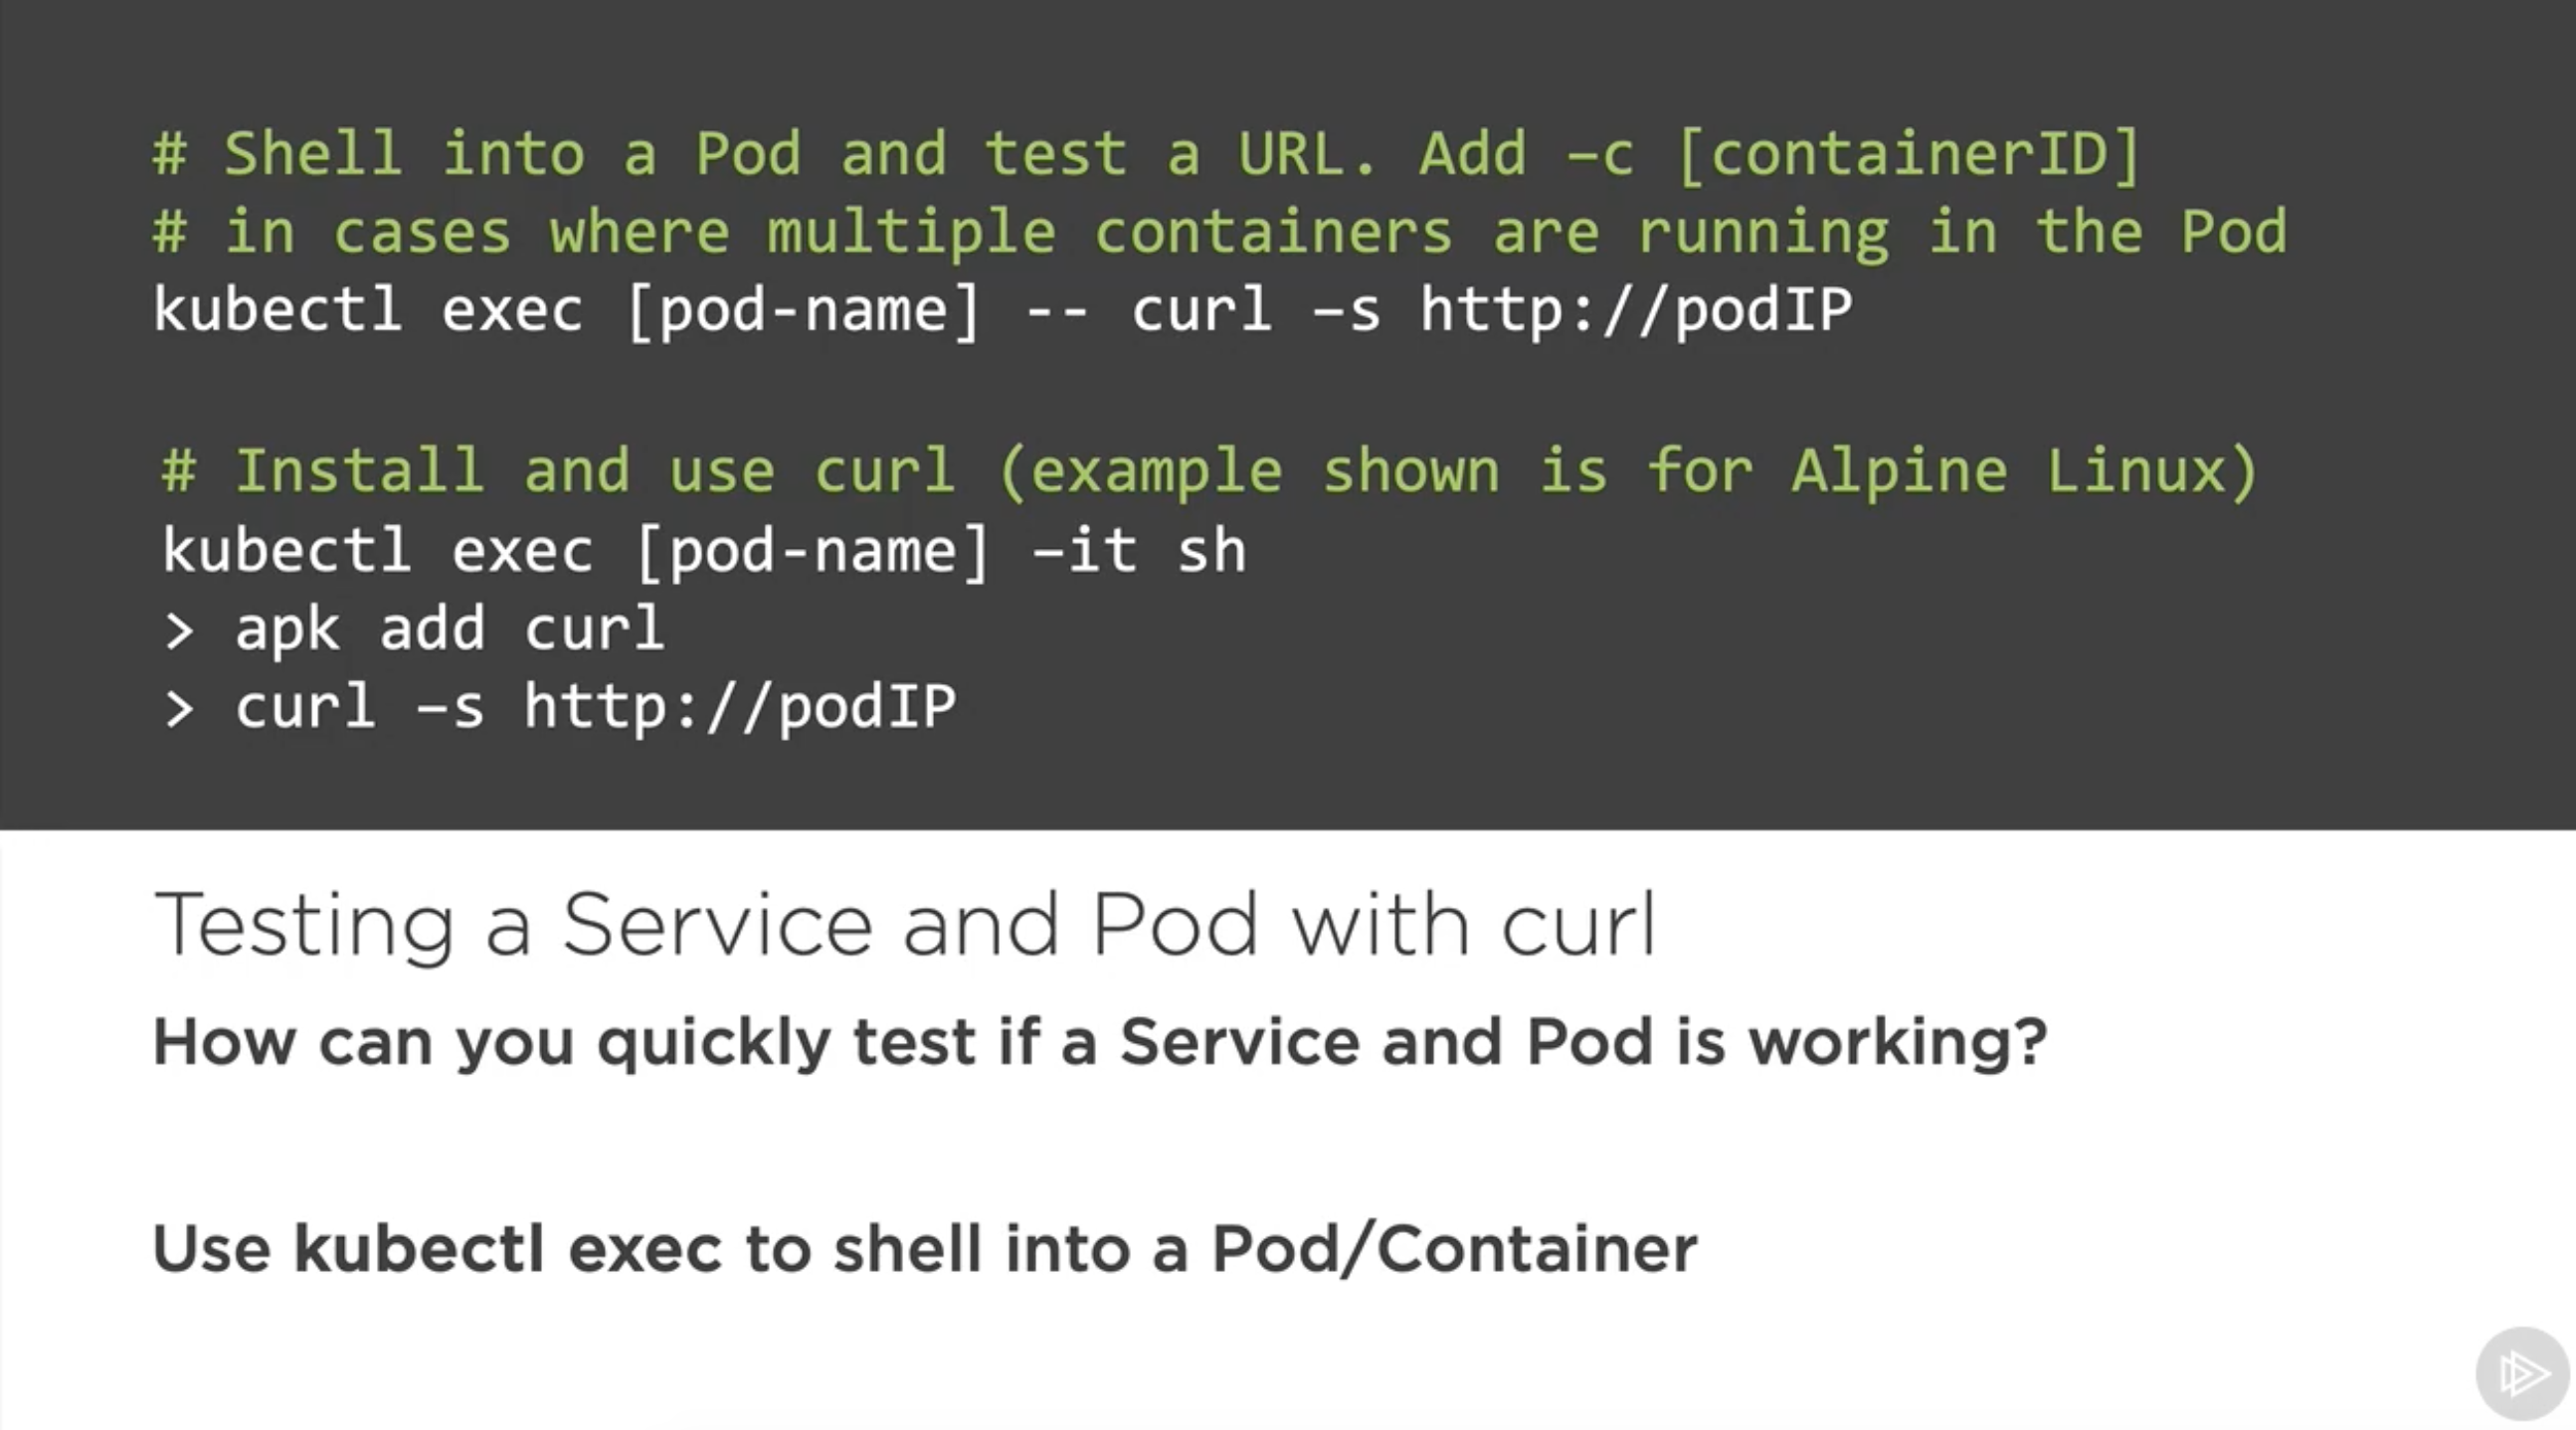 # Shell into a Pod and test a URL. Add –c [containerID]
# in cases where multiple containers are running in the Pod
kubectl exec [pod-name] -- curl –s http://podIP
# Install and use curl (example shown is for Alpine Linux)
kubectl exec [pod-name] –it sh
> apk add curl
> curl –s http://podIP
Testing a Service and Pod with curl
How can you quickly test if a Service and Pod is working?
Use kubectl exec to shell into a Pod/Container